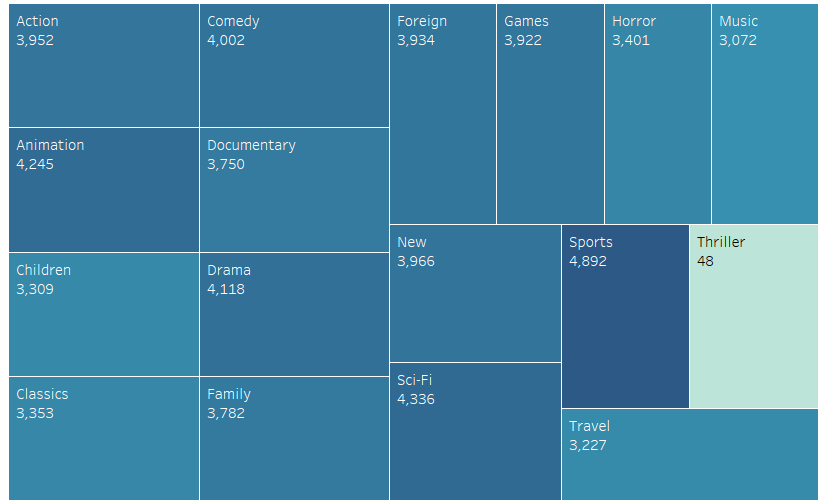 Action
3,952
Comedy
4,002
Foreign
3,934
Games
3,922
Horror
3,401
Music
3,072
Animation
4,245
Documentary
3,750
New
3,966
Sports
4,892
Thriller
48
Children
3,309
Drama
4,118
Sci-Fi
4,336
Classics
3,353
Family
3,782
Travel
3,227